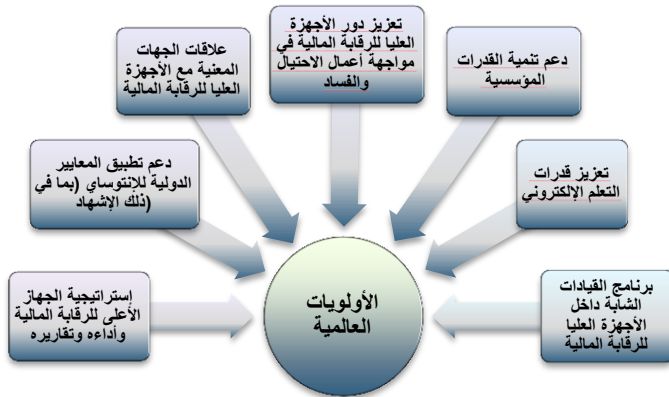 تعزيز دور الأجهزة
العليا للرقابة المالية في
مواجهة أعمال الاحتيال
والفساد
دعم تنمية القدرات
المؤسسية
علاقات الجهات
المعنية مع الأجهزة
العليا للرقابة المالية
تعزيز قدرات
التعلم الإلكتروني
دعم تطبيق المعايير
الدولية للإنتوساي (بما في
ذلك الإشهاد)
برنامج القيادات
الشابة داخل
الأجهزة العليا
للرقابة المالية
إستراتيجية الجهاز
الأعلى للرقابة المالية
وأداءه وتقاريره
الأولويات
العالمية